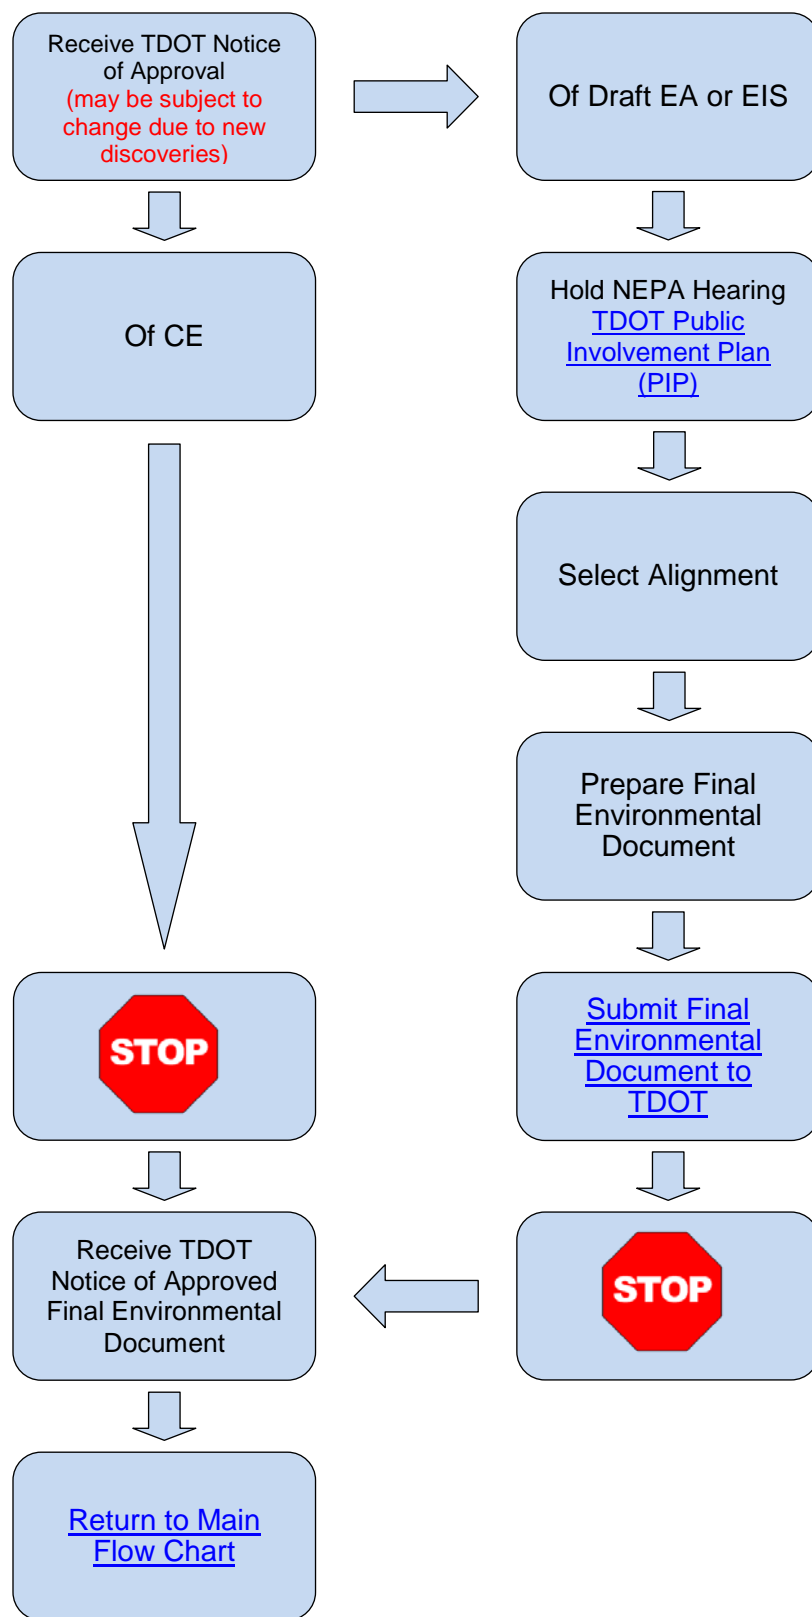 Receive TDOT Notice
of Approval
(may be subject to
change due to new
discoveries)
Of Draft EA or EIS
Of CE
Hold NEPA Hearing
TDOT Public
Involvement Plan
(PIP)
Select Alignment
Prepare Final
Environmental
Document
Submit Final
Environmental
Document to
TDOT
STOP
STOP
Receive TDOT
Notice of Approved
Final Environmental
Document
Return to Main
Flow Chart